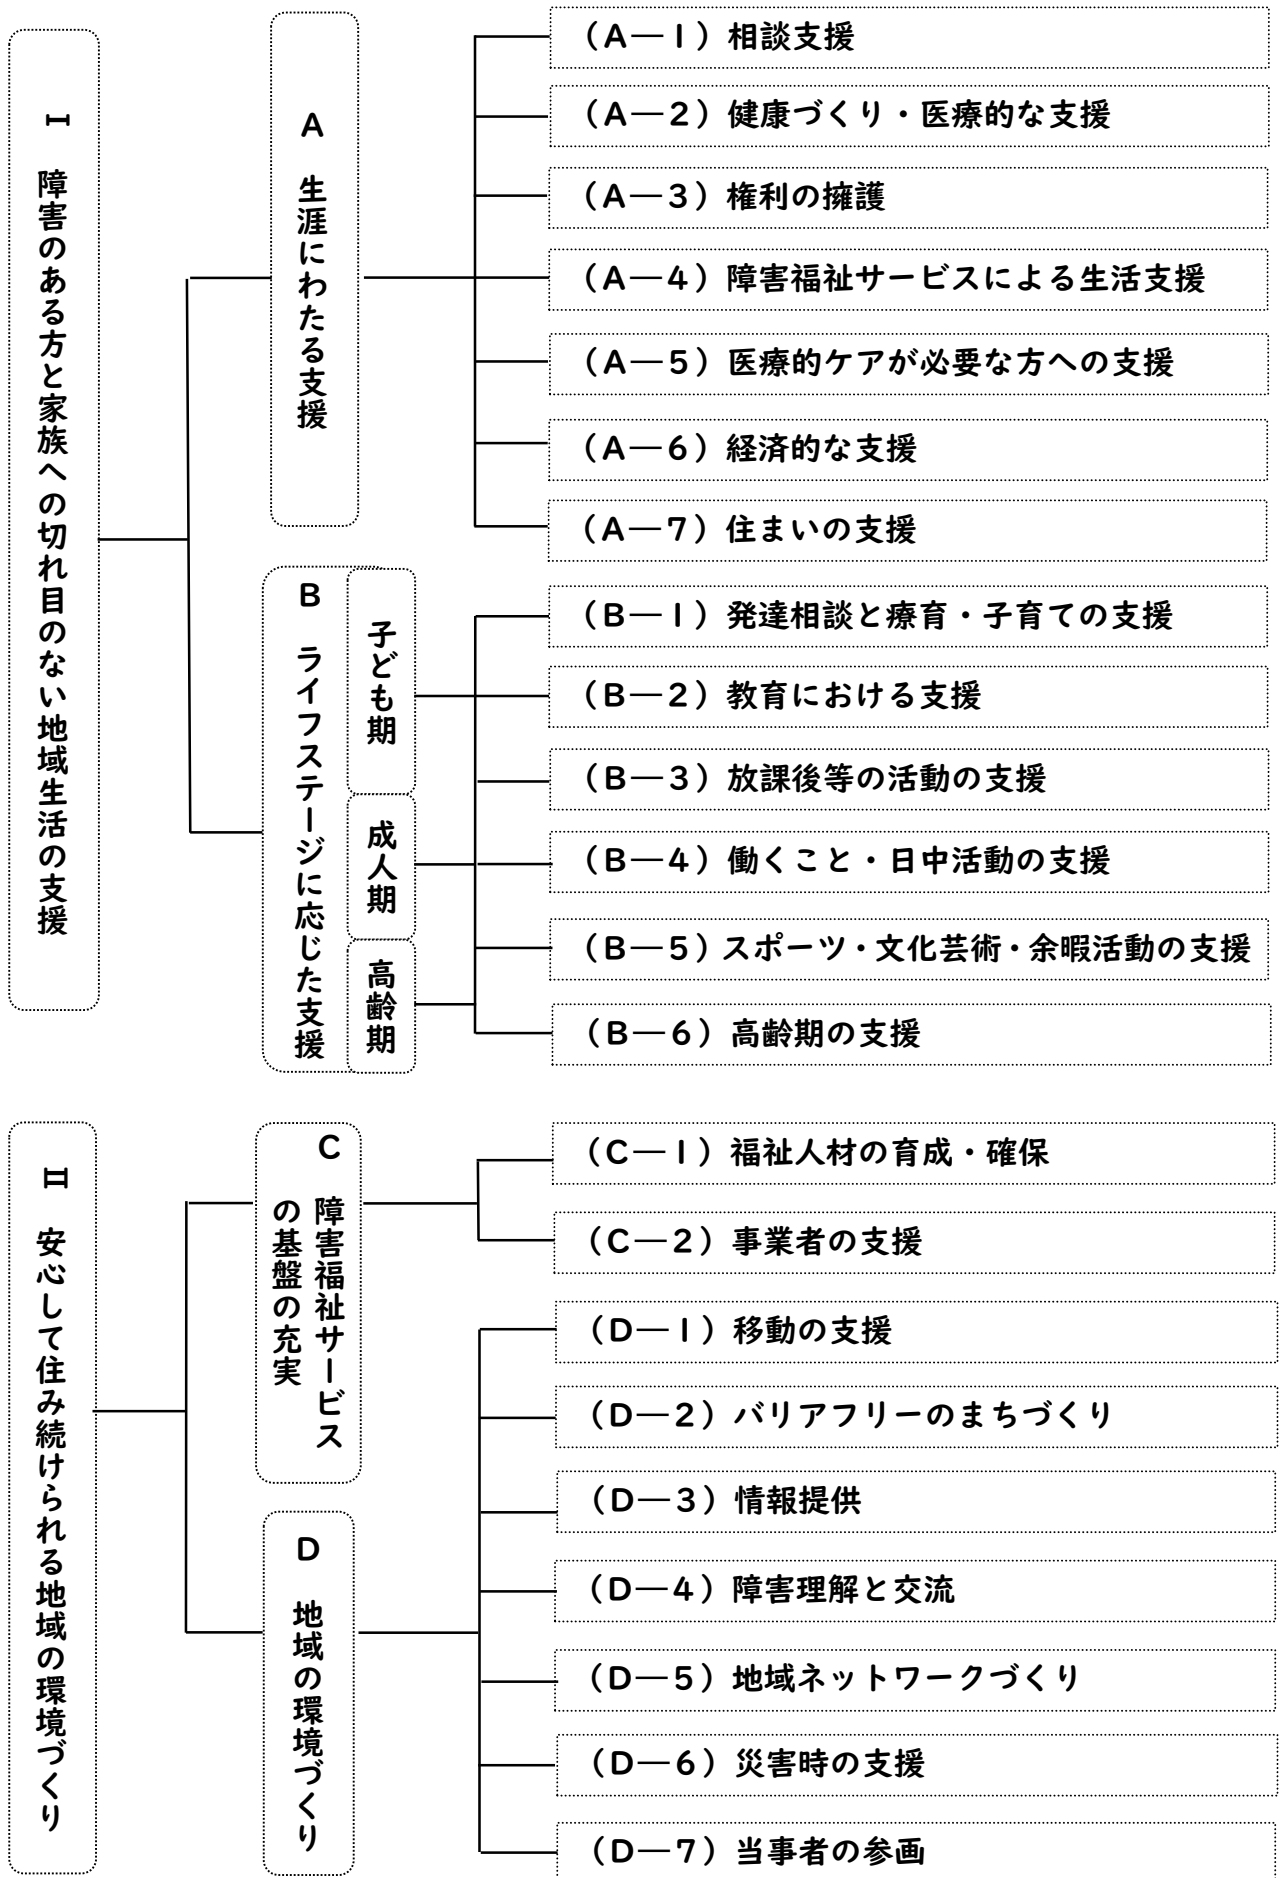 Ⅰ 障害のある方と家族への切れ目のない地域生活の支援
A 生涯にわたる支援
（A―1）相談支援
（A―2）健康づくり・医療的な支援
（A―3）権利の擁護
（A―4）障害福祉サービスによる生活支援
（A―5）医療的ケアが必要な方への支援
（A―6）経済的な支援
（A―7）住まいの支援
B ライフステージに応じた支援
子ども期
成人期
高齢期
（B―1）発達相談と療育・子育ての支援
（B―2）教育における支援
（B―3）放課後等の活動の支援
（B―4）働くこと・日中活動の支援
（B―5）スポーツ・文化芸術・余暇活動の支援
（B―6）高齢期の支援
Ⅱ 安心して住み続けられる地域の環境づくり
C 障害福祉サービス
の基盤の充実
（C―1）福祉人材の育成・確保
（C―2）事業者の支援
D 地域の環境づくり
（D―1）移動の支援
（D―2）バリアフリーのまちづくり
（D―3）情報提供
（D―4）障害理解と交流
（D―5）地域ネットワークづくり
（D―6）災害時の支援
（D―7）当事者の参画